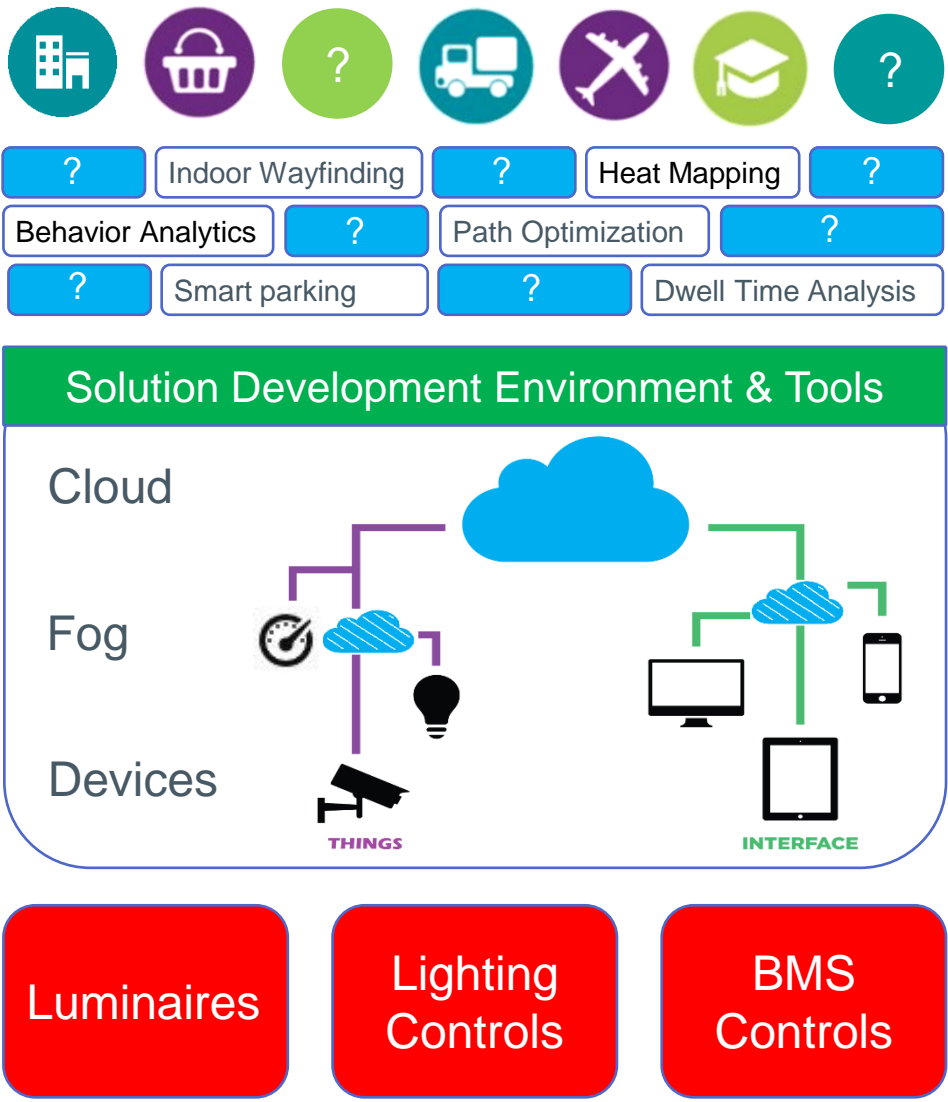 ? ?
? Indoor Wayfinding ? Heat Mapping ?
Behavior Analytics ? Path Optimization ?
? Smart parking ? Dwell Time Analysis
Solution Development Environment & Tools
Cloud
Fog
Devices
THINGS INTERFACE
Luminaires
Lighting
Controls
BMS
Controls